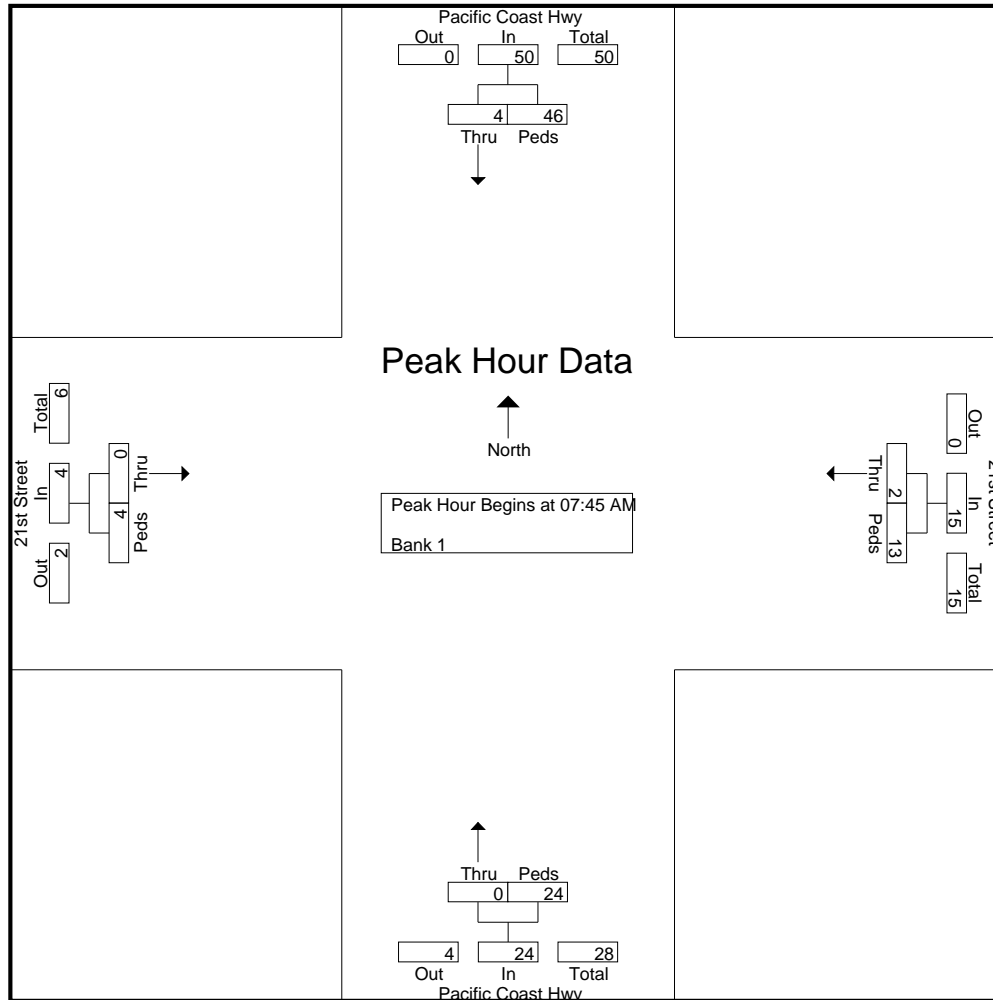 Pacific Coast Hwy
Out In Total
0 50 50
4 46
Thru Peds
Peak Hour Data
North
Peak Hour Begins at 07:45 AM
Bank 1
21st Street
Out In Total
2 4 6
Peds Thru
4 0
21st Street
Out In Total
0 15 15
Thru Peds
2 13
Thru Peds
0 24
4 24 28
Out In Total
Pacific Coast Hwy